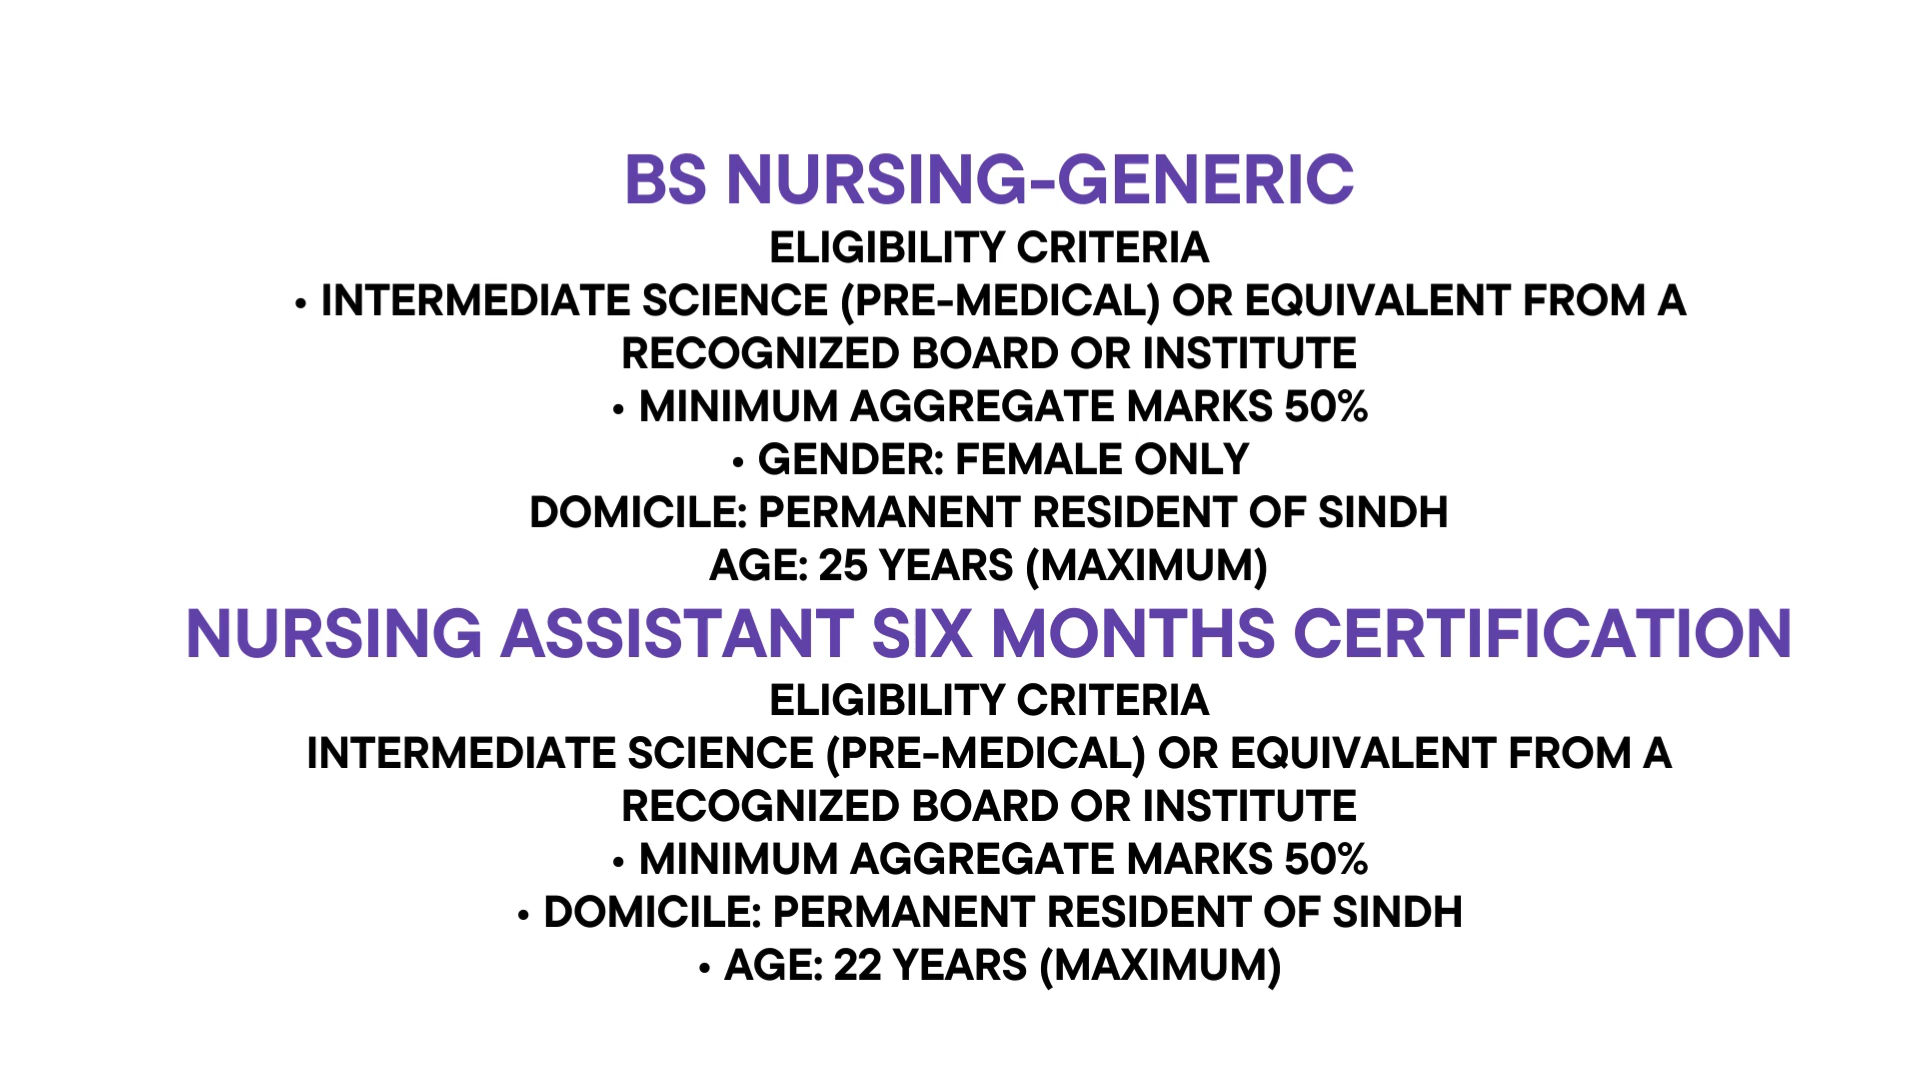 BS NURSING-GENERIC
ELIGIBILITY CRITERIA
• INTERMEDIATE SCIENCE (PRE-MEDICAL) OR EQUIVALENT FROM A
RECOGNIZED BOARD OR INSTITUTE
• MINIMUM AGGREGATE MARKS 50%
• GENDER: FEMALE ONLY
DOMICILE: PERMANENT RESIDENT OF SINDH
AGE: 25 YEARS (MAXIMUM)
NURSING ASSISTANT SIX MONTHS CERTIFICATION
ELIGIBILITY CRITERIA
INTERMEDIATE SCIENCE (PRE-MEDICAL) OR EQUIVALENT FROM A
RECOGNIZED BOARD OR INSTITUTE
• MINIMUM AGGREGATE MARKS 50%
• DOMICILE: PERMANENT RESIDENT OF SINDH
• AGE: 22 YEARS (MAXIMUM)